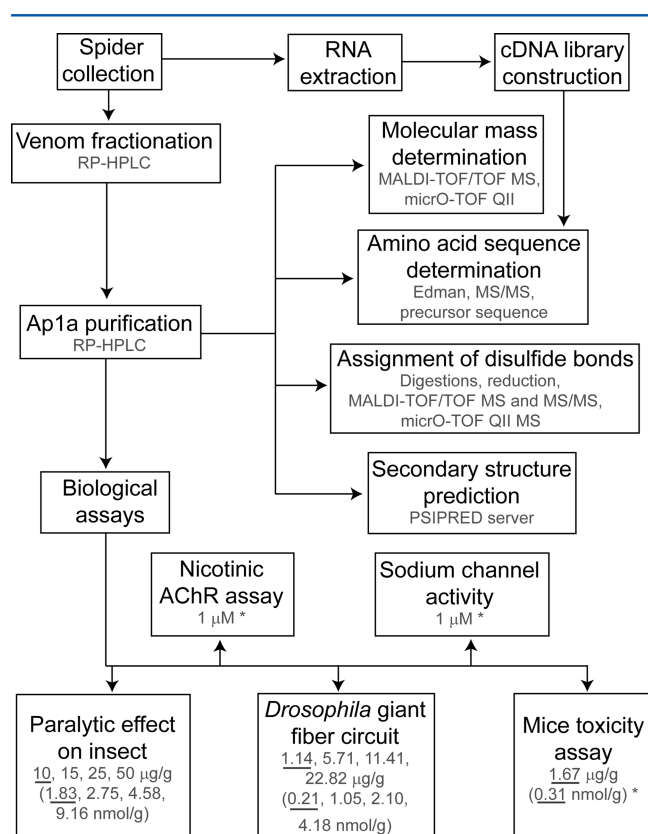 Spider
collection
RNA
extraction
cDNA library
construction
Venom fractionation
RP-HPLC
Molecular mass
determination
MALDI-TOF/TOF MS,
micrO-TOF QII
Amino acid sequence
determination
Edman, MS/MS,
precursor sequence
Ap1a purification
RP-HPLC
Assignment of disulfide bonds
Digestions, reduction,
MALDI-TOF/TOF MS and MS/MS,
micrO-TOF QII MS
Secondary structure
prediction
PSIPRED server
Biological
assays
Nicotinic
AChR assay
1 μM *
Sodium channel
activity
1 μM *
Paralytic effect
on insect
10, 15, 25, 50 μg/g
(1.83, 2.75, 4.58,
9.16 nmol/g)
Drosophila giant
fiber circuit
1.14, 5.71, 11.41,
22.82 μg/g
(0.21, 1.05, 2.10,
4.18 nmol/g)
Mice toxicity
assay
1.67 μg/g
(0.31 nmol/g) *